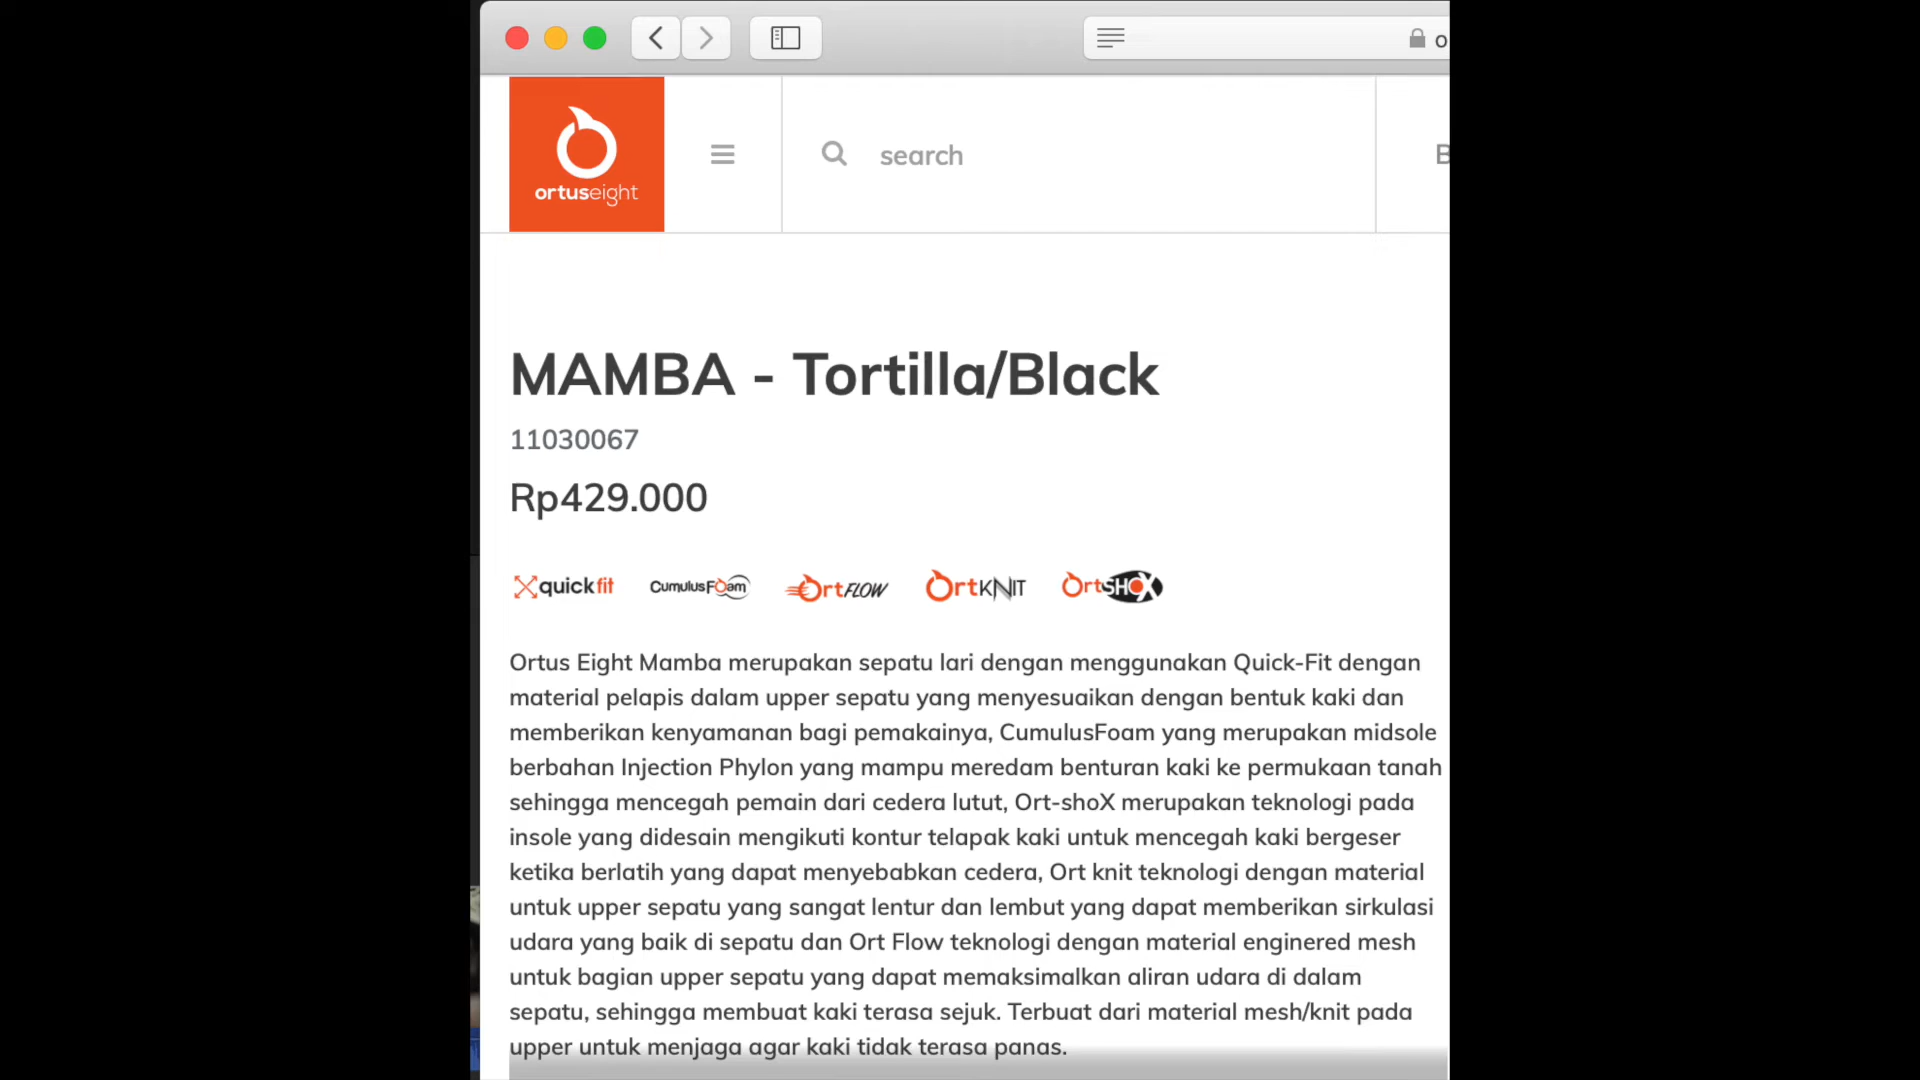 o
ortuseight
search
B
MAMBA - Tortilla/Black
11030067
Rp429.000
quickfit CumulusFoam OrtFLOW OrtKNIT OrtSHOX
Ortus Eight Mamba merupakan sepatu lari dengan menggunakan Quick-Fit dengan
material pelapis dalam upper sepatu yang menyesuaikan dengan bentuk kaki dan
memberikan kenyamanan bagi pemakainya, CumulusFoam yang merupakan midsole
berbahan Injection Phylon yang mampu meredam benturan kaki ke permukaan tanah
sehingga mencegah pemain dari cedera lutut, Ort-shoX merupakan teknologi pada
insole yang didesain mengikuti kontur telapak kaki untuk mencegah kaki bergeser
ketika berlatih yang dapat menyebabkan cedera, Ort knit teknologi dengan material
untuk upper sepatu yang sangat lentur dan lembut yang dapat memberikan sirkulasi
udara yang baik di sepatu dan Ort Flow teknologi dengan material enginered mesh
untuk bagian upper sepatu yang dapat memaksimalkan aliran udara di dalam
sepatu, sehingga membuat kaki terasa sejuk. Terbuat dari material mesh/knit pada
upper untuk menjaga agar kaki tidak terasa panas.